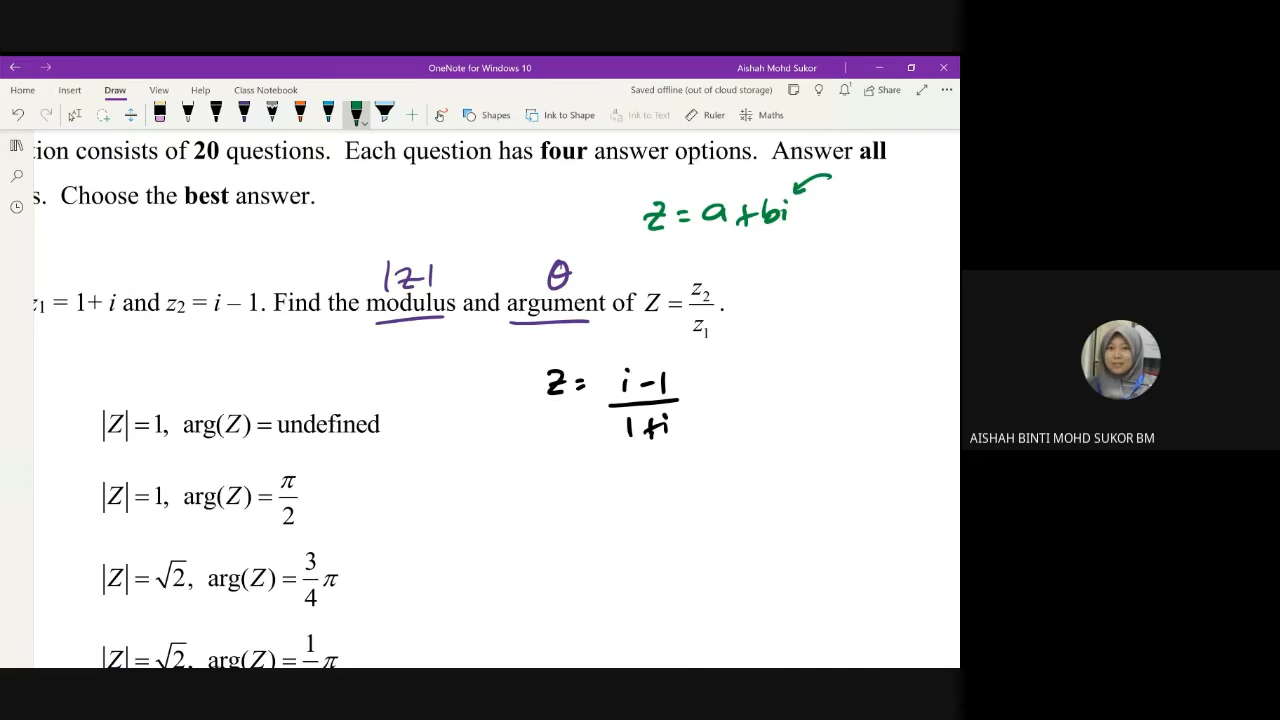 OneNote for Windows 10
Aishah Mohd Sukor
Home Insert Draw View Help Class Notebook
Saved offline (out of cloud storage)
Share
Shapes Ink to Shape Ink to Text Ruler Maths
tion consists of 20 questions. Each question has four answer options. Answer all
s. Choose the best answer.
z = a+bi
|z| θ
z₁ = 1+ i and z₂ = i – 1. Find the modulus and argument of Z = z₂/z₁.
z = (i-1)/(1+i)
|Z| = 1, arg(Z) = undefined
|Z| = 1, arg(Z) = π/2
|Z| = √2, arg(Z) = 3/4 π
|Z| = √2, arg(Z) = 1 π
AISHAH BINTI MOHD SUKOR BM